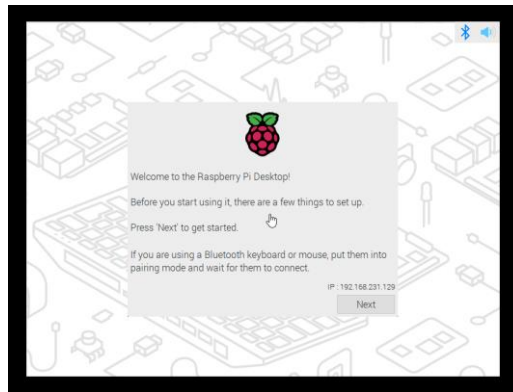 Welcome to the Raspberry Pi Desktop!
Before you start using it, there are a few things to set up.
Press 'Next' to get started.
If you are using a Bluetooth keyboard or mouse, put them into
pairing mode and wait for them to connect.
IP : 192.168.231.129
Next